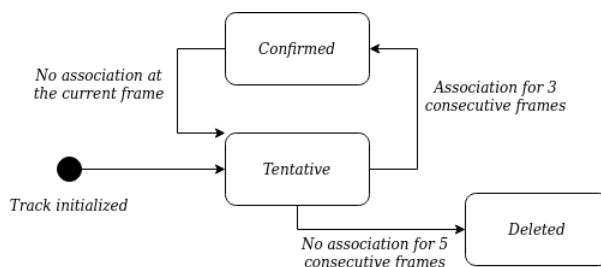 Confirmed
No association at
the current frame
Association for 3
consecutive frames
Tentative
Track initialized
Deleted
No association for 5
consecutive frames